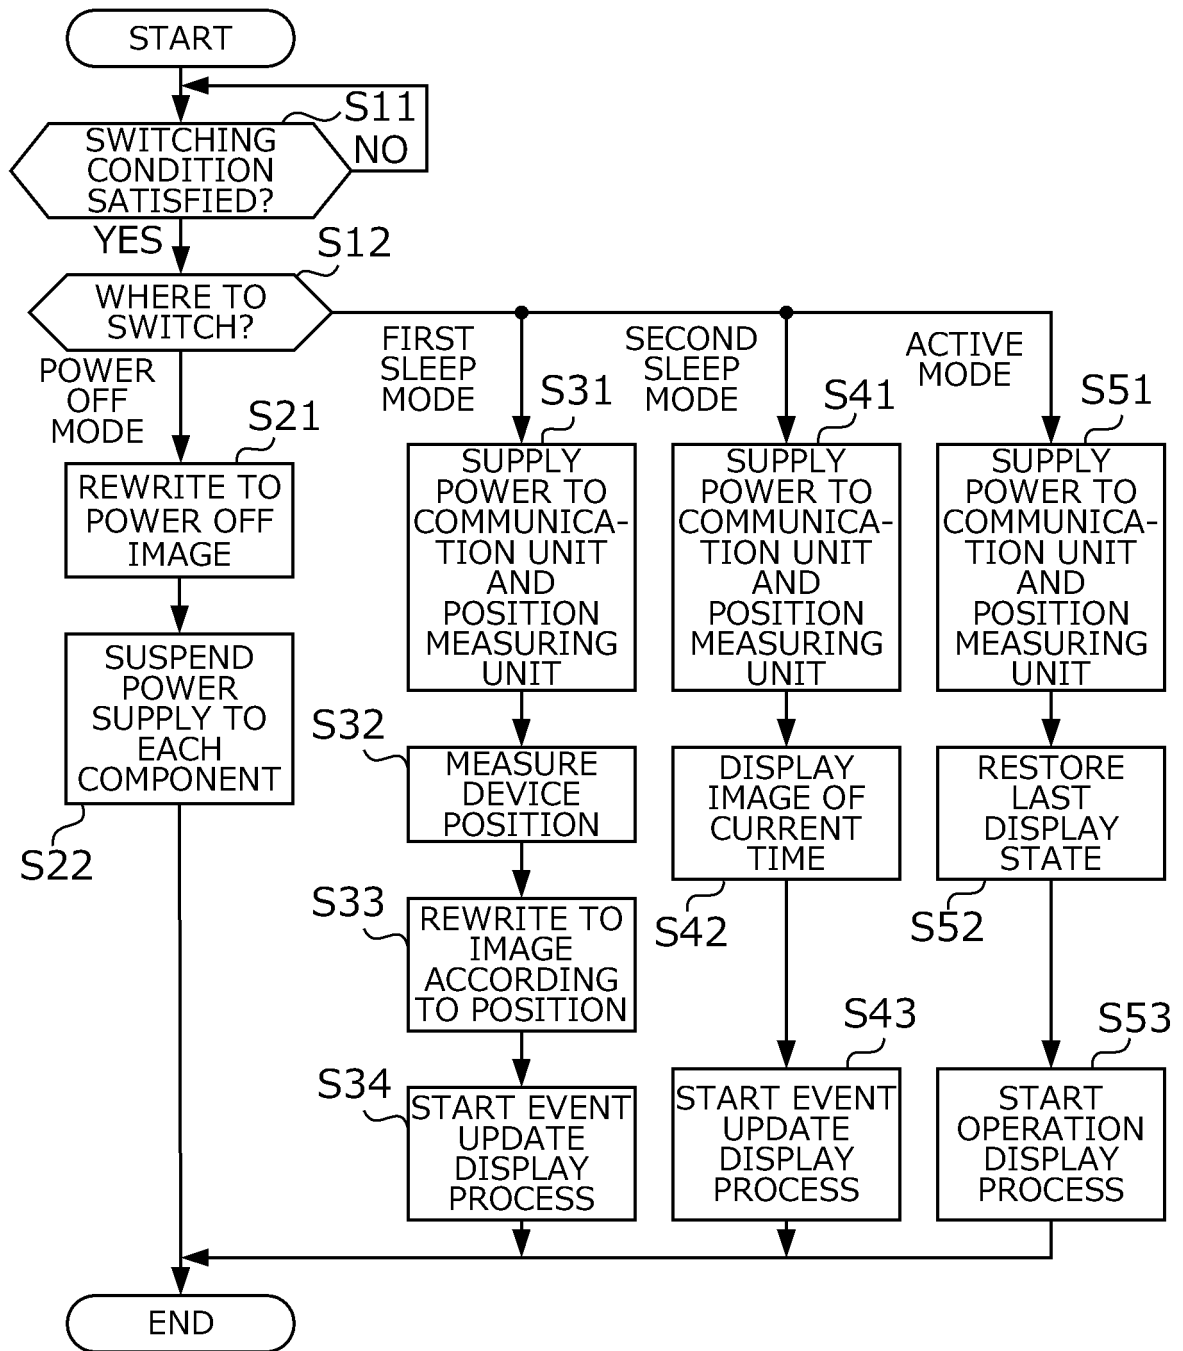 START
S11
SWITCHING
CONDITION
SATISFIED?
NO
YES
S12
WHERE TO
SWITCH?
POWER
OFF
MODE
S21
REWRITE TO
POWER OFF
IMAGE
SUSPEND
POWER
SUPPLY TO
EACH
COMPONENT
S22
FIRST
SLEEP
MODE
S31
SUPPLY
POWER TO
COMMUNICA-
TION UNIT
AND
POSITION
MEASURING
UNIT
S32
MEASURE
DEVICE
POSITION
S33
REWRITE TO
IMAGE
ACCORDING
TO POSITION
S34
START EVENT
UPDATE
DISPLAY
PROCESS
SECOND
SLEEP
MODE
S41
SUPPLY
POWER TO
COMMUNICA-
TION UNIT
AND
POSITION
MEASURING
UNIT
DISPLAY
IMAGE OF
CURRENT
TIME
S42
S43
START EVENT
UPDATE
DISPLAY
PROCESS
ACTIVE
MODE
S51
SUPPLY
POWER TO
COMMUNICA-
TION UNIT
AND
POSITION
MEASURING
UNIT
RESTORE
LAST
DISPLAY
STATE
S52
S53
START
OPERATION
DISPLAY
PROCESS
END